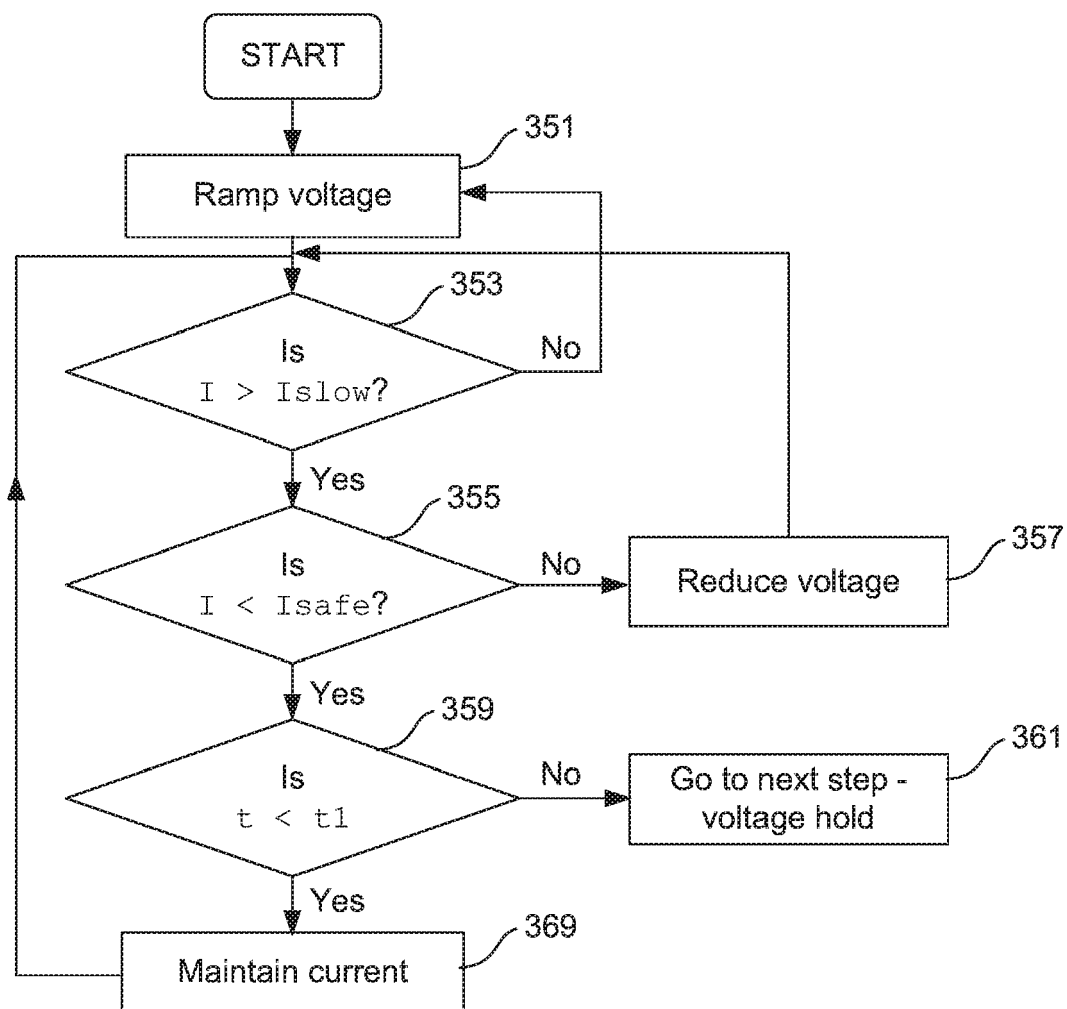 START
351
Ramp voltage
353
Is
I > Islow?
No
Yes
355
Is
I < Isafe?
No
Reduce voltage
357
Yes
359
Is
t < t1
No
Go to next step -
voltage hold
361
Yes
369
Maintain current